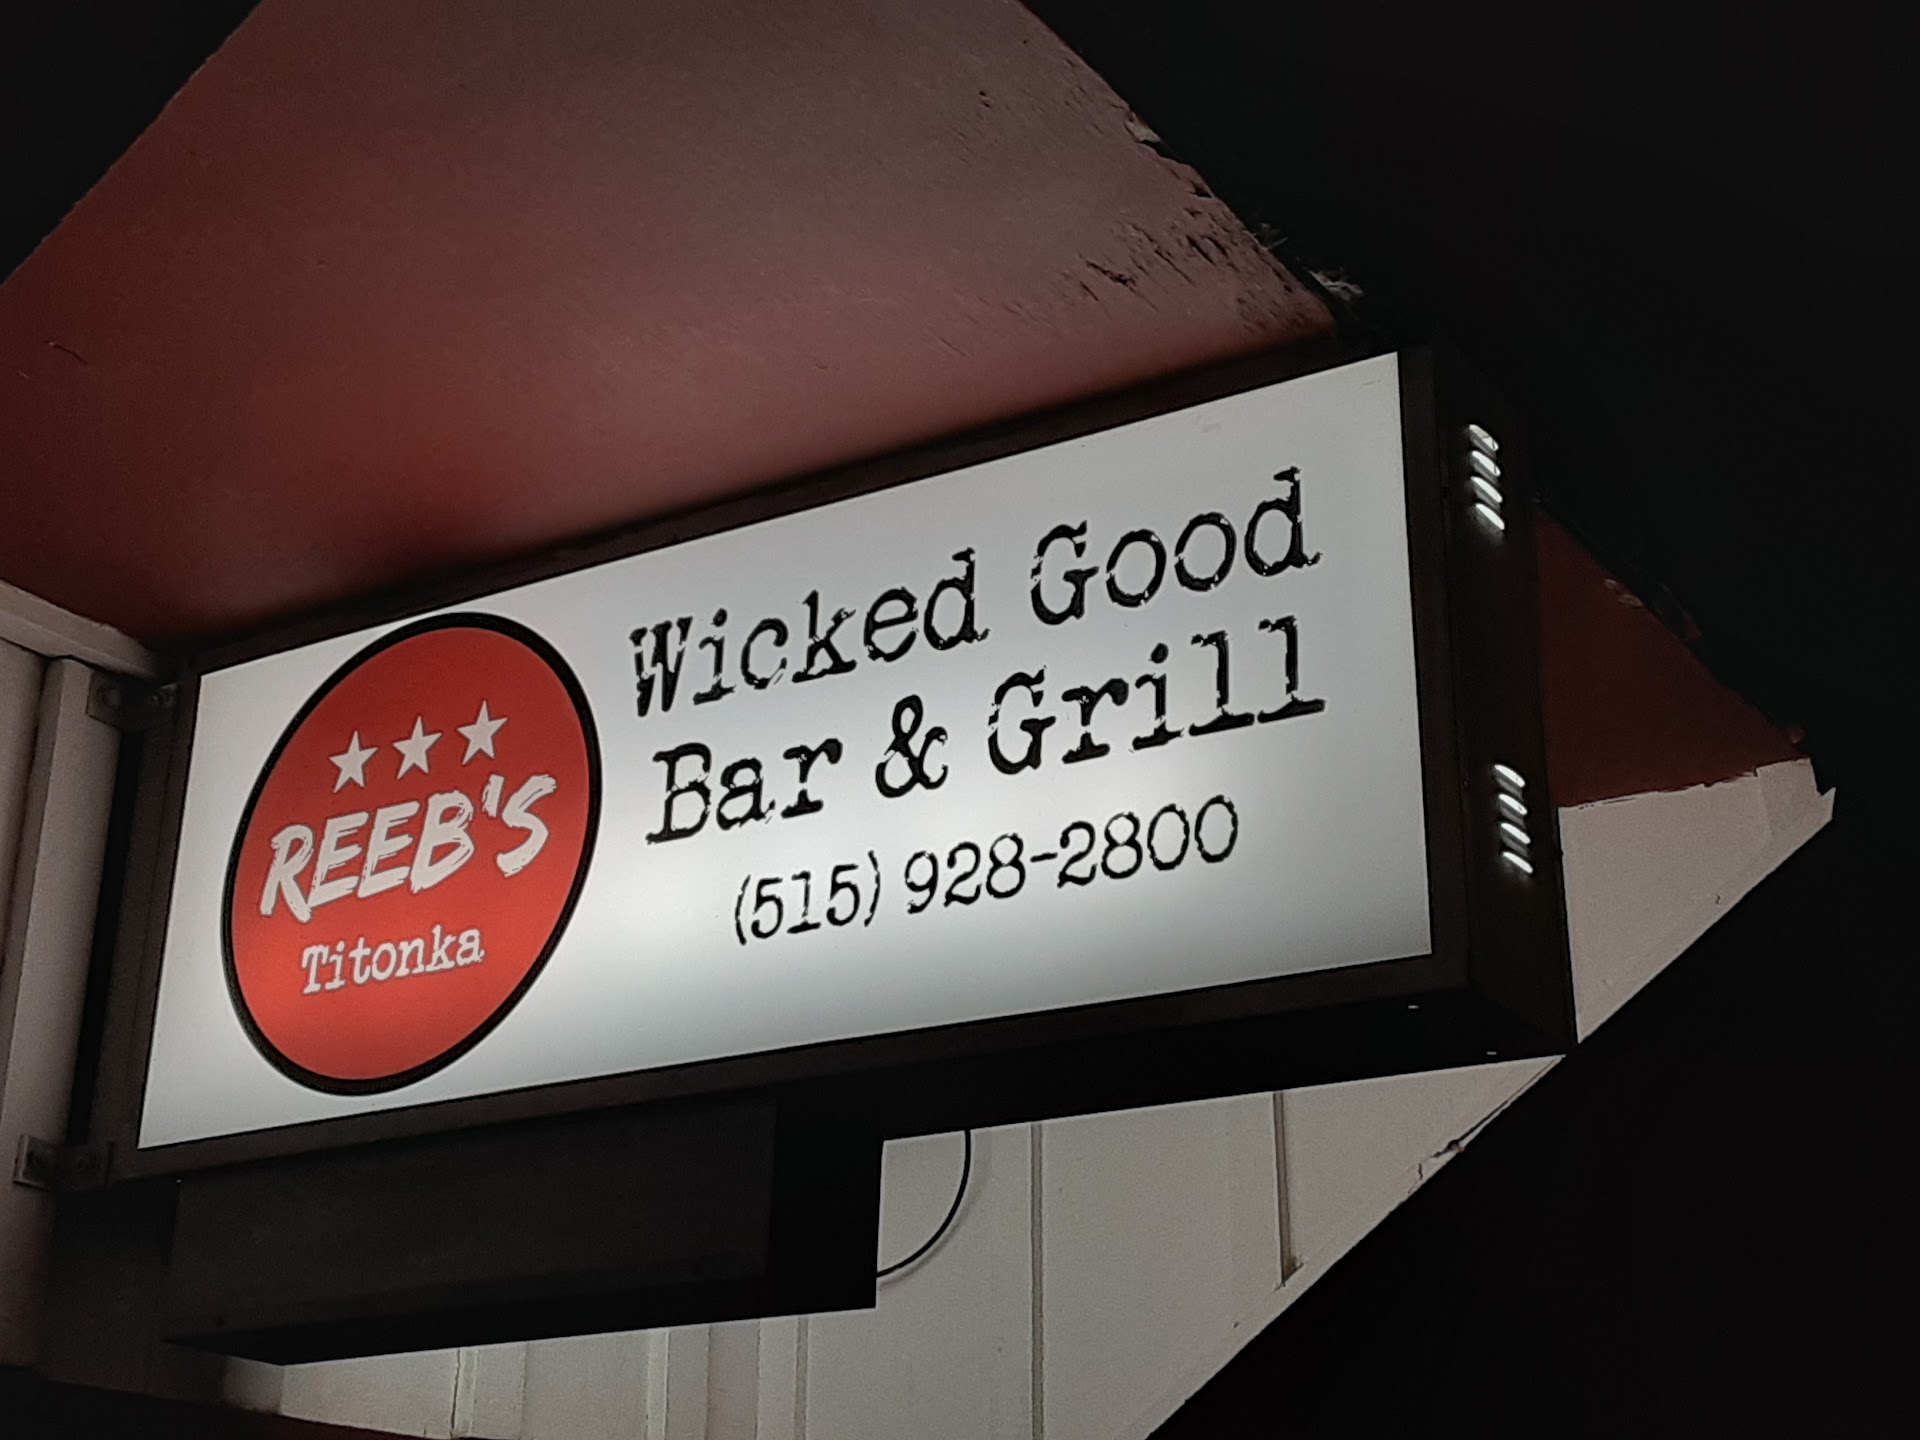 REEB'S
Titonka
Wicked Good
Bar & Grill
(515) 928-2800